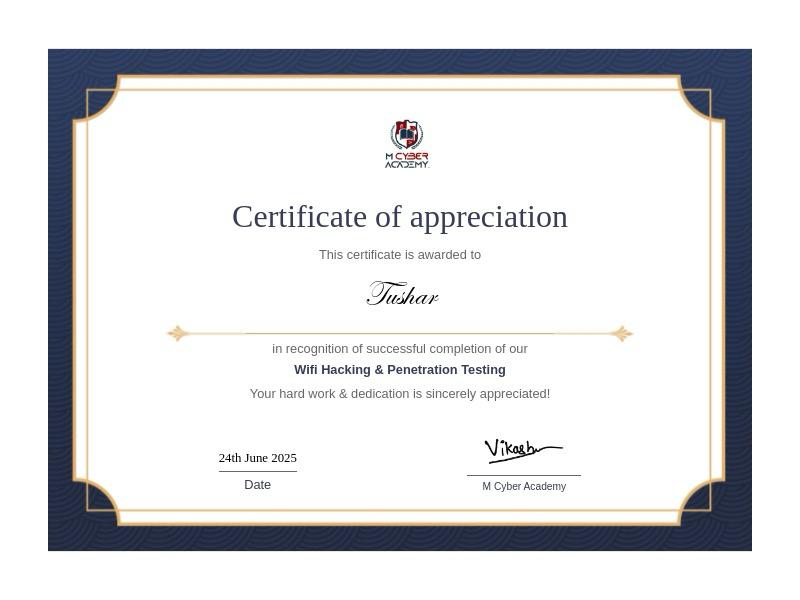 M CYBER
ACADEMY
Certificate of appreciation
This certificate is awarded to
Tushar
in recognition of successful completion of our
Wifi Hacking & Penetration Testing
Your hard work & dedication is sincerely appreciated!
24th June 2025
Date
Vikash
M Cyber Academy